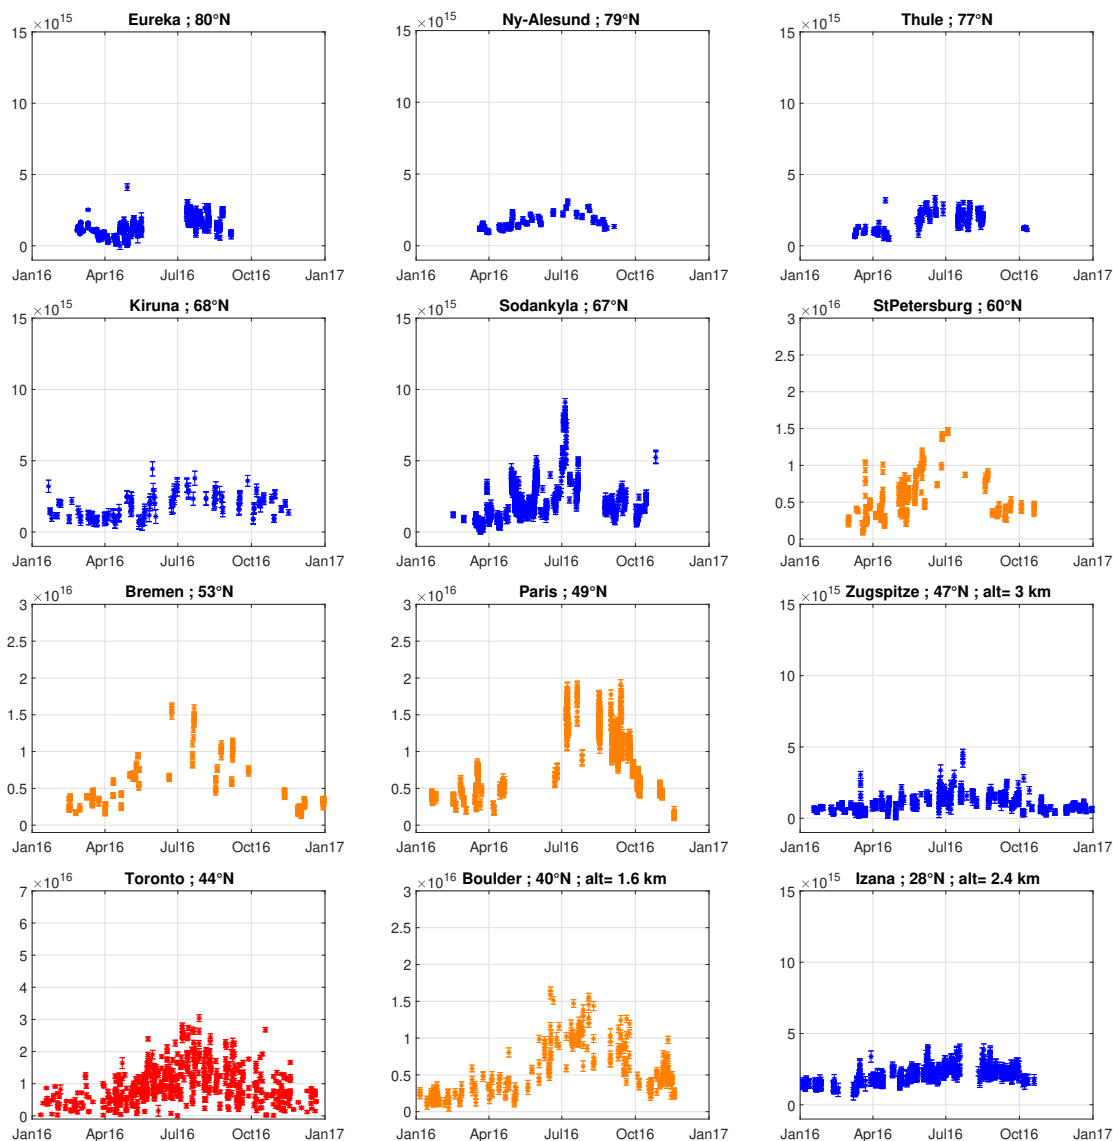 ×10^15 Eureka ; 80°N
15
10
5
0
Jan16 Apr16 Jul16 Oct16 Jan17
×10^15 Ny-Alesund ; 79°N
15
10
5
0
Jan16 Apr16 Jul16 Oct16 Jan17
×10^15 Thule ; 77°N
15
10
5
0
Jan16 Apr16 Jul16 Oct16 Jan17
×10^15 Kiruna ; 68°N
15
10
5
0
Jan16 Apr16 Jul16 Oct16 Jan17
×10^15 Sodankyla ; 67°N
15
10
5
0
Jan16 Apr16 Jul16 Oct16 Jan17
×10^16 StPetersburg ; 60°N
3
2.5
2
1.5
1
0.5
0
Jan16 Apr16 Jul16 Oct16 Jan17
×10^16 Bremen ; 53°N
3
2.5
2
1.5
1
0.5
0
Jan16 Apr16 Jul16 Oct16 Jan17
×10^16 Paris ; 49°N
3
2.5
2
1.5
1
0.5
0
Jan16 Apr16 Jul16 Oct16 Jan17
×10^15 Zugspitze ; 47°N ; alt= 3 km
15
10
5
0
Jan16 Apr16 Jul16 Oct16 Jan17
×10^16 Toronto ; 44°N
7
6
5
4
3
2
1
0
Jan16 Apr16 Jul16 Oct16 Jan17
×10^16 Boulder ; 40°N ; alt= 1.6 km
3
2.5
2
1.5
1
0.5
0
Jan16 Apr16 Jul16 Oct16 Jan17
×10^15 Izana ; 28°N ; alt= 2.4 km
15
10
5
0
Jan16 Apr16 Jul16 Oct16 Jan17